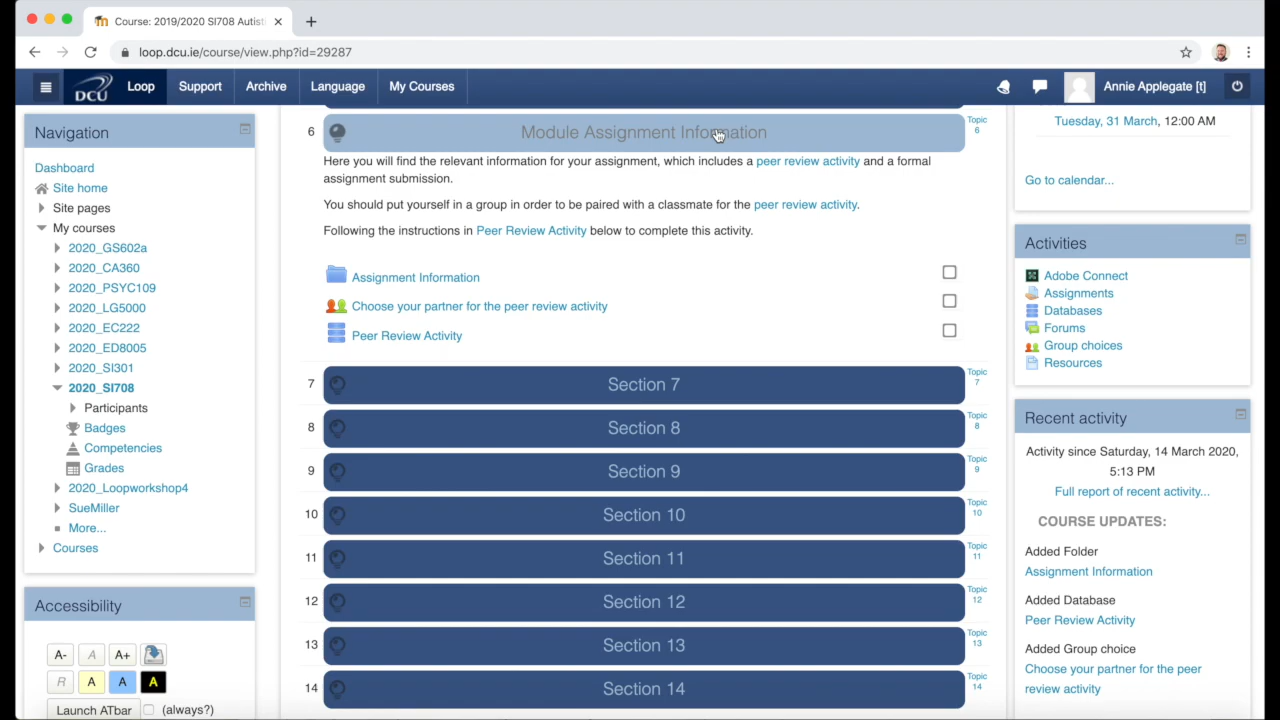 Course: 2019/2020 SI708 Autist
loop.dcu.ie/course/view.php?id=29287
DCU
Loop
Support
Archive
Language
My Courses
Annie Applegate [t]
Navigation
Dashboard
Site home
Site pages
My courses
2020_GS602a
2020_CA360
2020_PSYC109
2020_LG5000
2020_EC222
2020_ED8005
2020_SI301
2020_SI708
Participants
Badges
Competencies
Grades
2020_Loopworkshop4
SueMiller
More...
Courses
Accessibility
A- A A+
R A A A
Launch ATbar (always?)
6 Module Assignment Information Topic 6
Here you will find the relevant information for your assignment, which includes a peer review activity and a formal
assignment submission.
You should put yourself in a group in order to be paired with a classmate for the peer review activity.
Following the instructions in Peer Review Activity below to complete this activity.
Assignment Information
Choose your partner for the peer review activity
Peer Review Activity
7 Section 7 Topic 7
8 Section 8 Topic 8
9 Section 9 Topic 9
10 Section 10 Topic 10
11 Section 11 Topic 11
12 Section 12 Topic 12
13 Section 13 Topic 13
14 Section 14 Topic 14
Tuesday, 31 March, 12:00 AM
Go to calendar...
Activities
Adobe Connect
Assignments
Databases
Forums
Group choices
Resources
Recent activity
Activity since Saturday, 14 March 2020,
5:13 PM
Full report of recent activity...
COURSE UPDATES:
Added Folder
Assignment Information
Added Database
Peer Review Activity
Added Group choice
Choose your partner for the peer
review activity